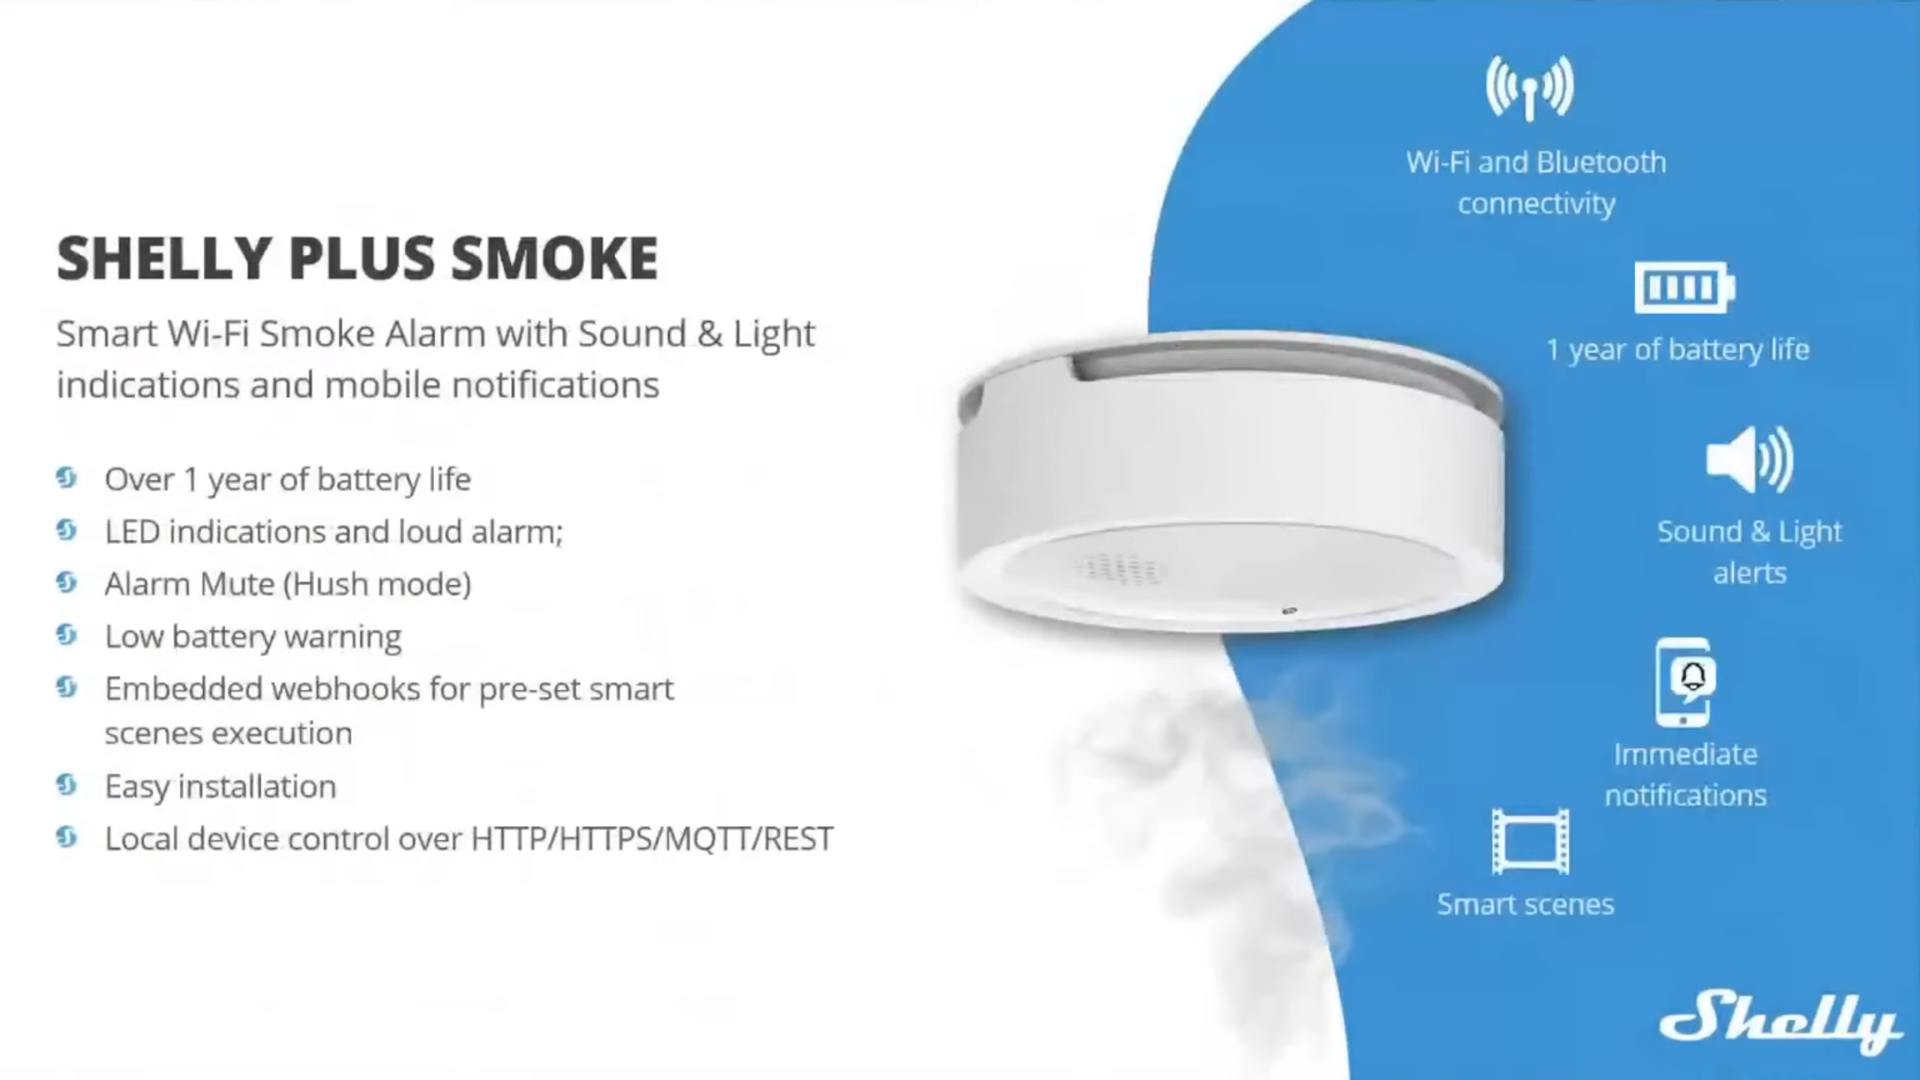 SHELLY PLUS SMOKE
Smart Wi-Fi Smoke Alarm with Sound & Light
indications and mobile notifications
Over 1 year of battery life
LED indications and loud alarm;
Alarm Mute (Hush mode)
Low battery warning
Embedded webhooks for pre-set smart
scenes execution
Easy installation
Local device control over HTTP/HTTPS/MQTT/REST
Wi-Fi and Bluetooth
connectivity
1 year of battery life
Sound & Light
alerts
Immediate
notifications
Smart scenes
Shelly